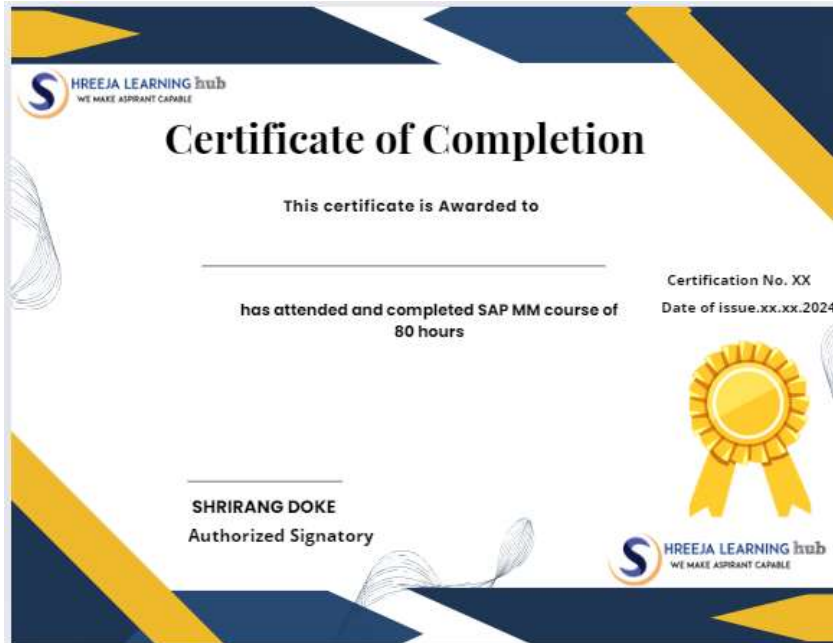 SHREEJA LEARNING hub
WE MAKE ASPIRANT CAPABLE
Certificate of Completion
This certificate is Awarded to
Certification No. XX
Date of issue.xx.xx.2024
has attended and completed SAP MM course of
80 hours
SHRIRANG DOKE
Authorized Signatory
SHREEJA LEARNING hub
WE MAKE ASPIRANT CAPABLE